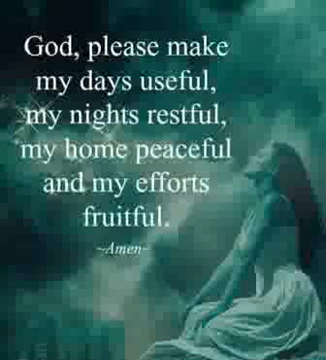 God, please make
my days useful,
my nights restful,
my home peaceful
and my efforts
fruitful.
~Amen~